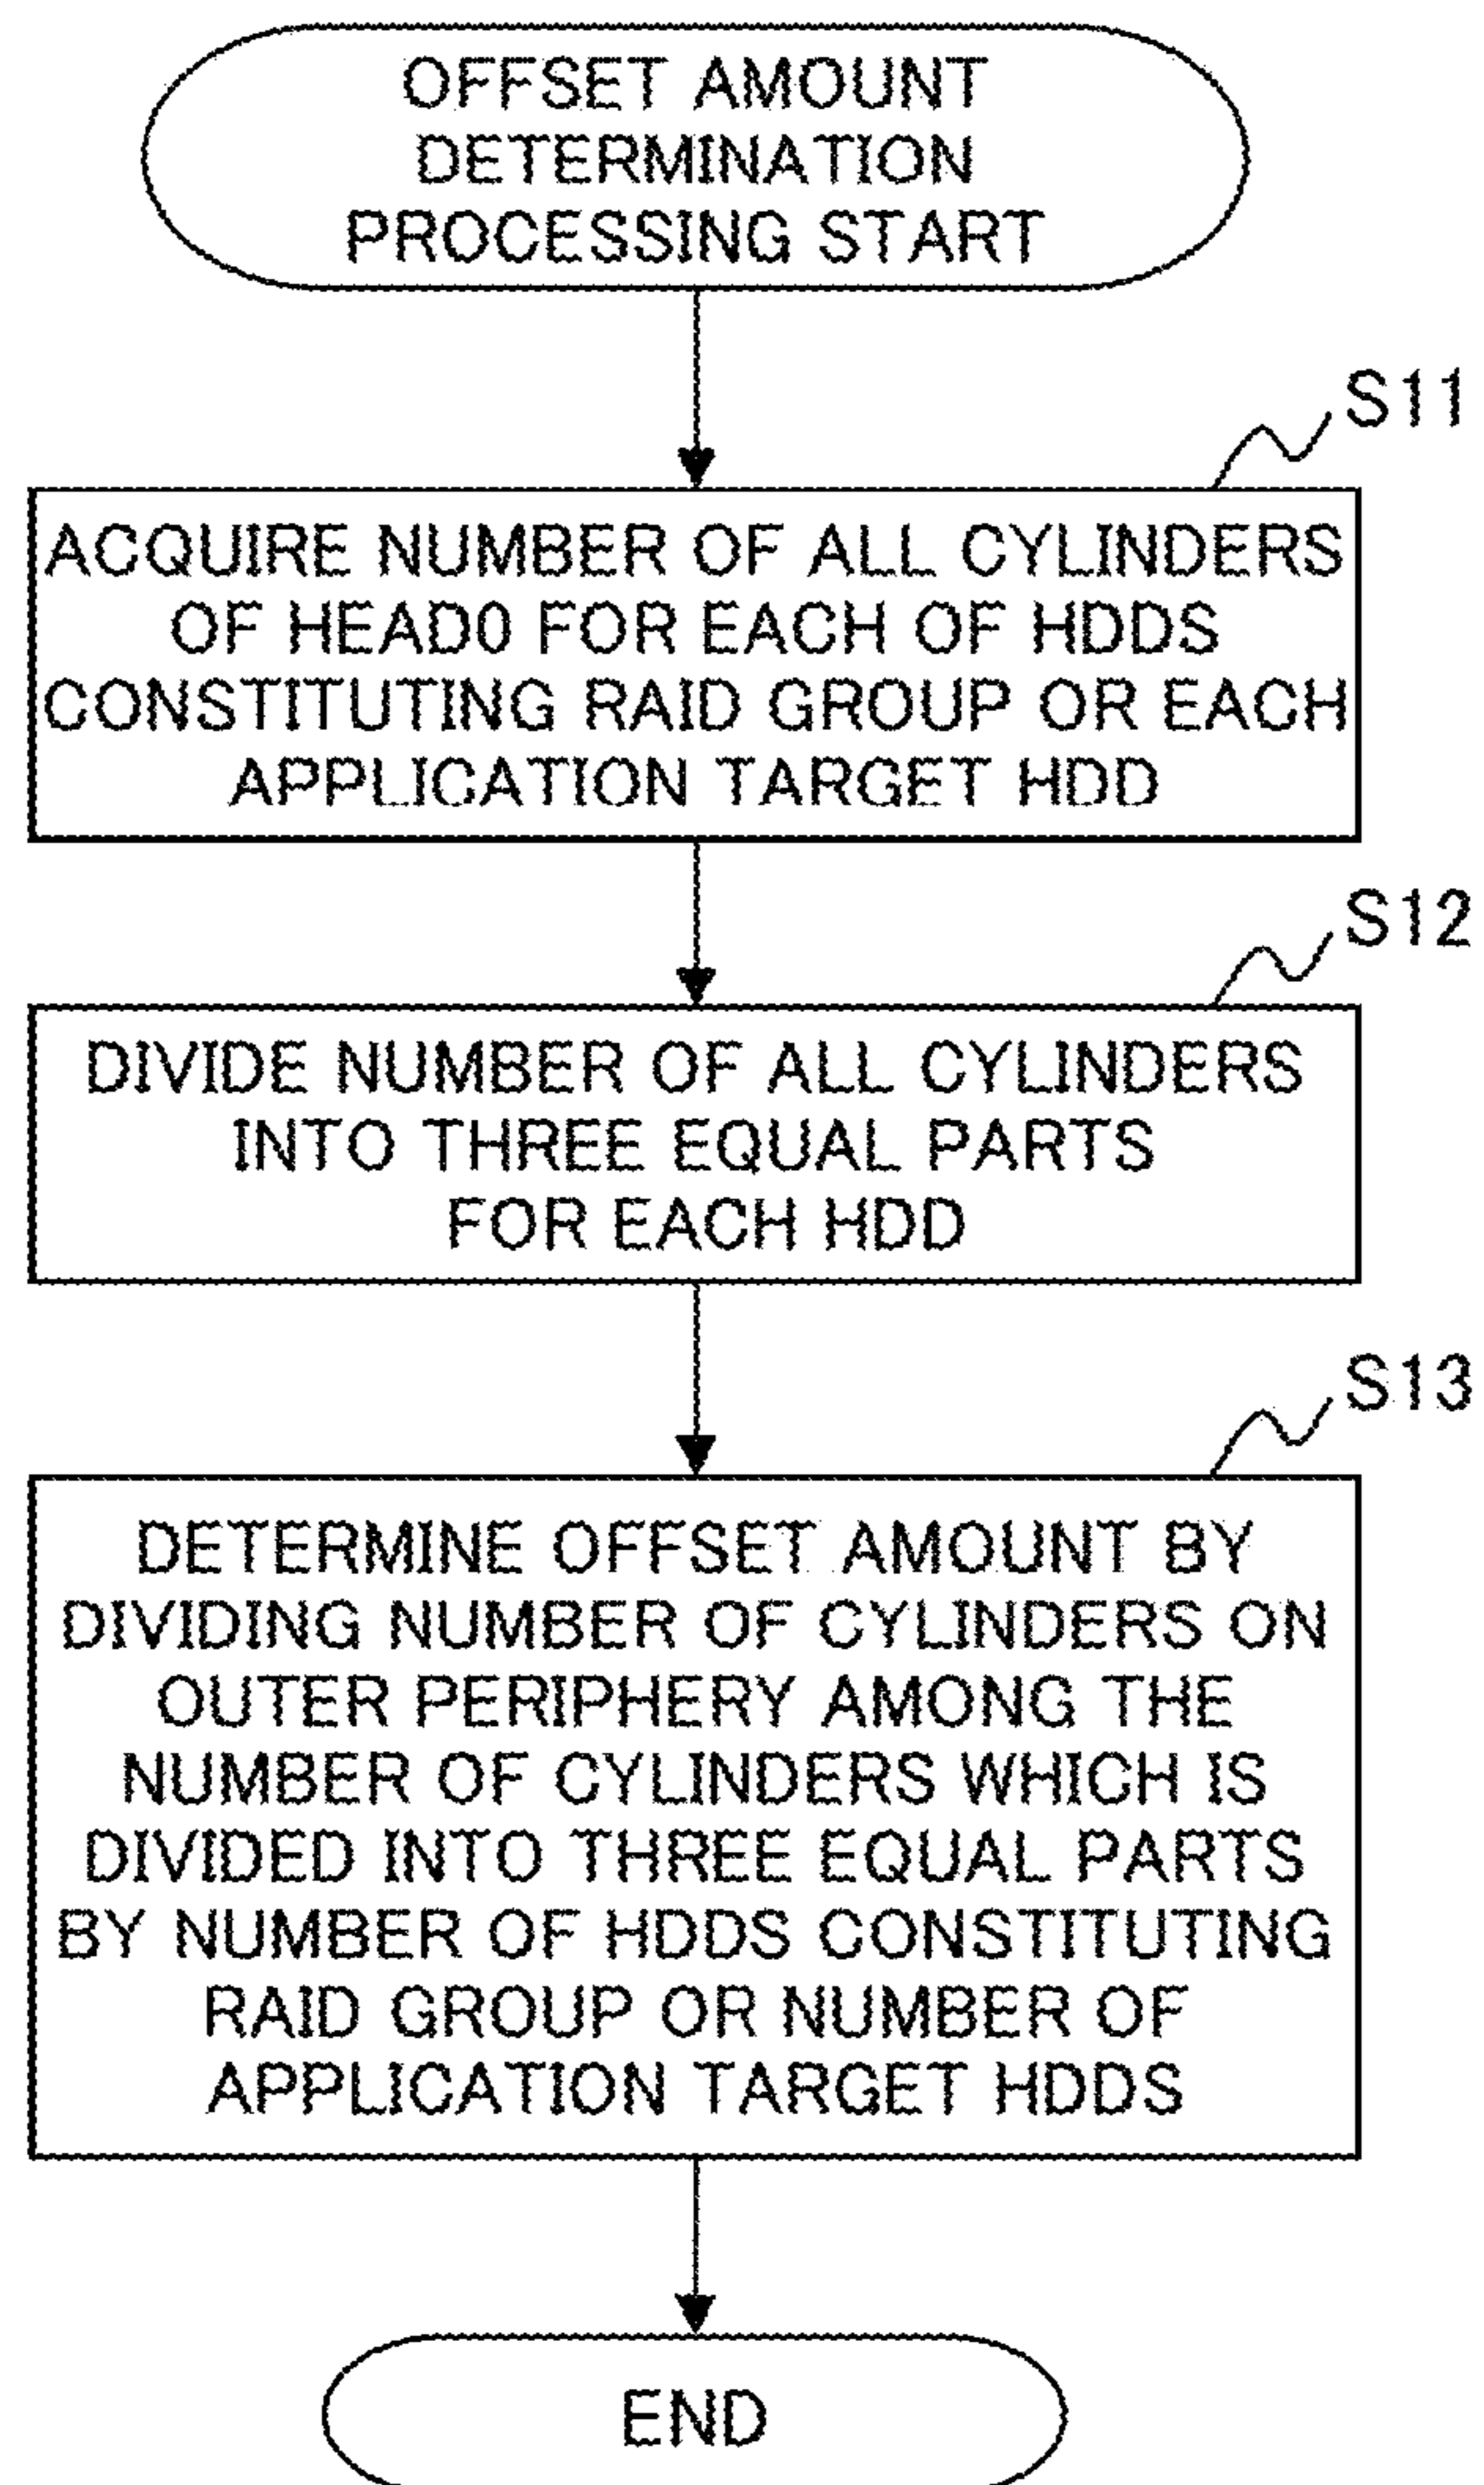 OFFSET AMOUNT
DETERMINATION
PROCESSING START
S11
ACQUIRE NUMBER OF ALL CYLINDERS
OF HEAD0 FOR EACH OF HDDS
CONSTITUTING RAID GROUP OR EACH
APPLICATION TARGET HDD
S12
DIVIDE NUMBER OF ALL CYLINDERS
INTO THREE EQUAL PARTS
FOR EACH HDD
S13
DETERMINE OFFSET AMOUNT BY
DIVIDING NUMBER OF CYLINDERS ON
OUTER PERIPHERY AMONG THE
NUMBER OF CYLINDERS WHICH IS
DIVIDED INTO THREE EQUAL PARTS
BY NUMBER OF HDDS CONSTITUTING
RAID GROUP OR NUMBER OF
APPLICATION TARGET HDDS
END